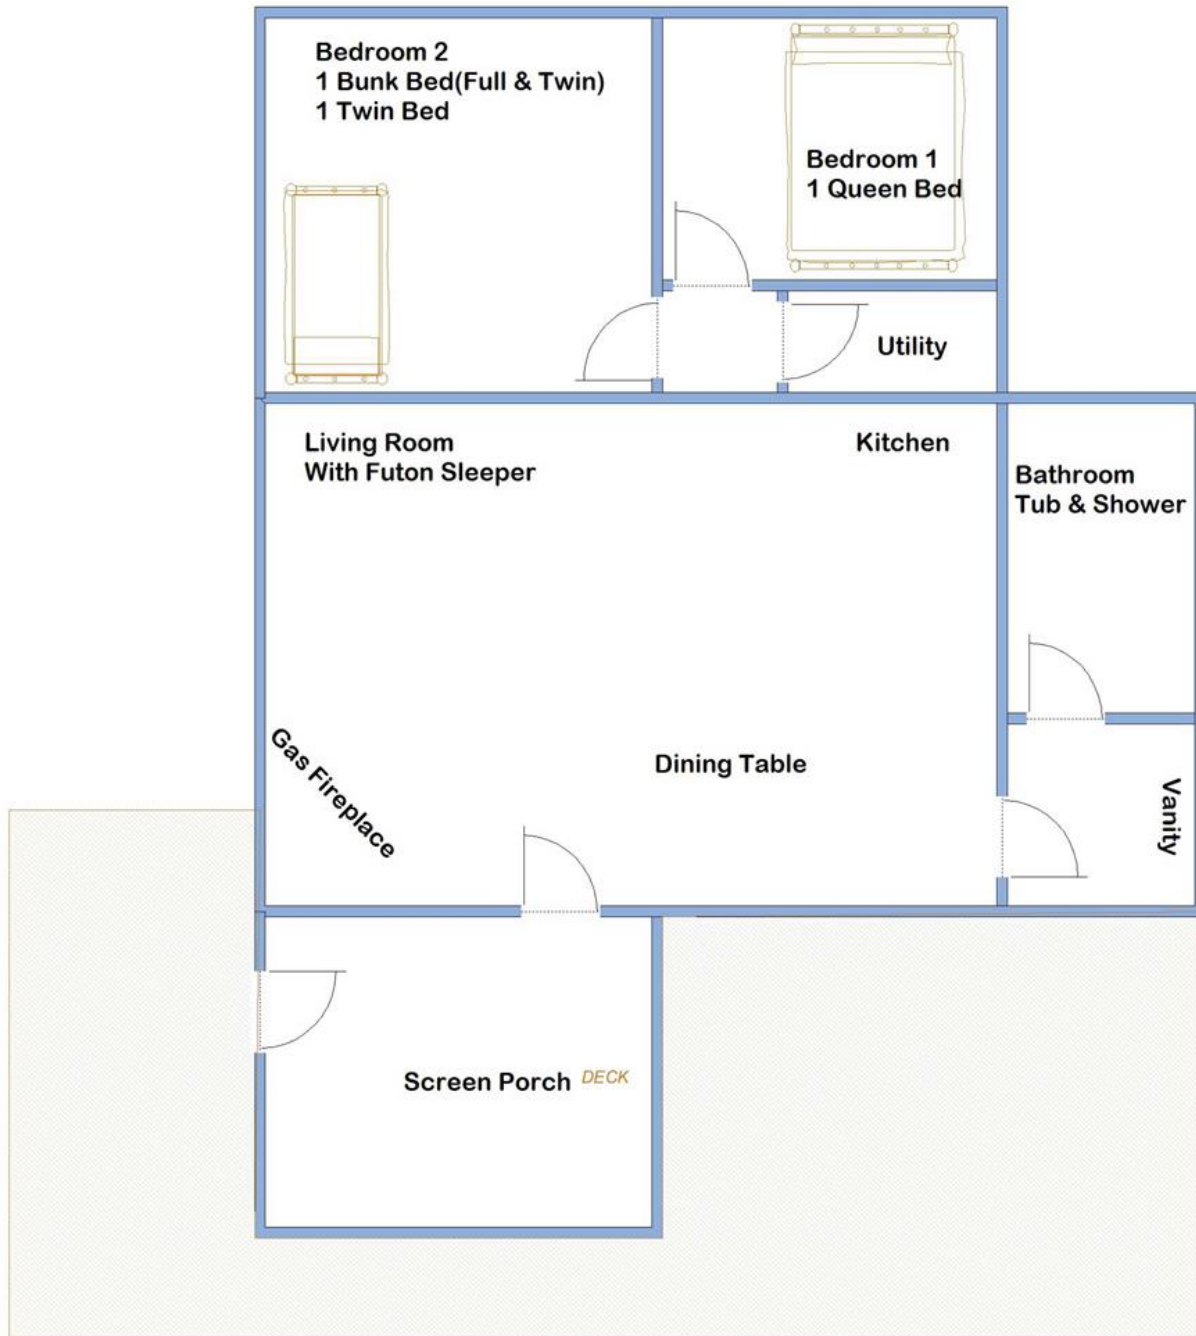 Bedroom 2
1 Bunk Bed(Full & Twin)
1 Twin Bed
Bedroom 1
1 Queen Bed
Utility
Living Room
With Futon Sleeper
Kitchen
Bathroom
Tub & Shower
Gas Fireplace
Dining Table
Vanity
Screen Porch
DECK